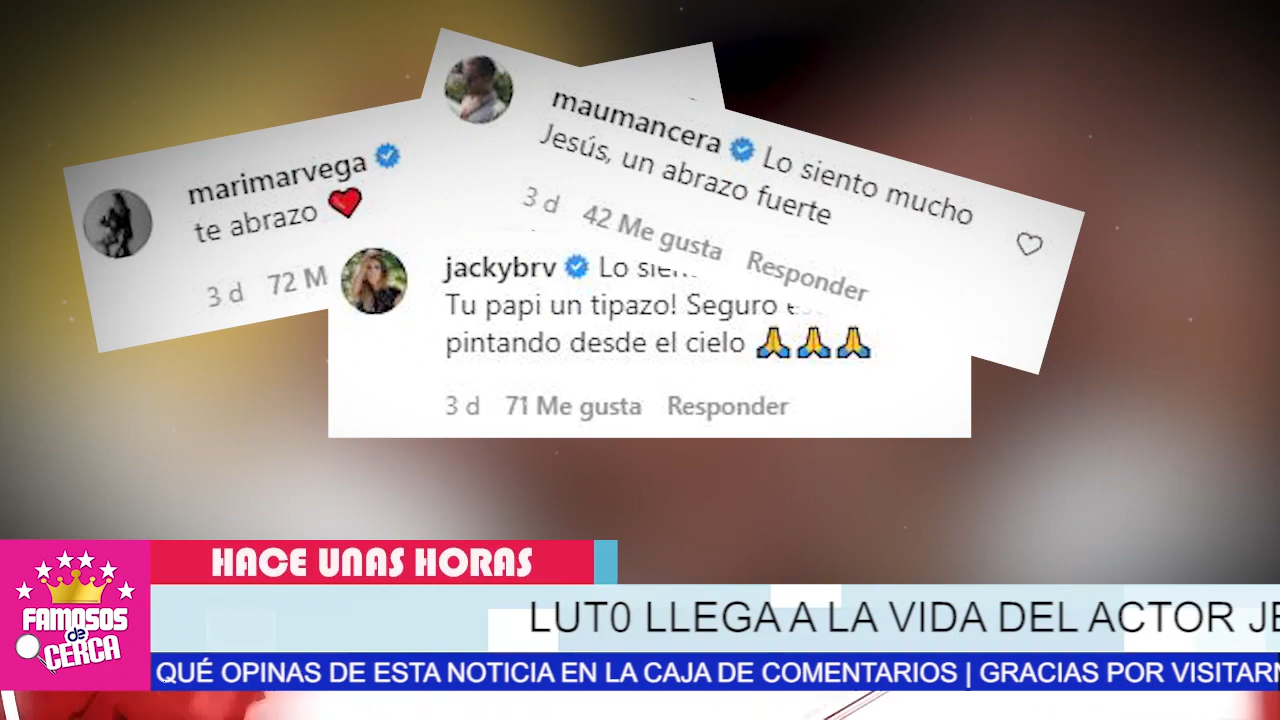 maumancera Lo siento mucho
Jesús, un abrazo fuerte
3 d 42 Me gusta Responder
marimarvega
te abrazo ❤️
3 d 72 M
jackybrv Lo
Tu papi un tipazo! Seguro
pintando desde el cielo 🙏🙏🙏
3 d 71 Me gusta Responder
HACE UNAS HORAS
FAMOSOS
de
CERCA
LUT0 LLEGA A LA VIDA DEL ACTOR JE
QUÉ OPINAS DE ESTA NOTICIA EN LA CAJA DE COMENTARIOS | GRACIAS POR VISITARN